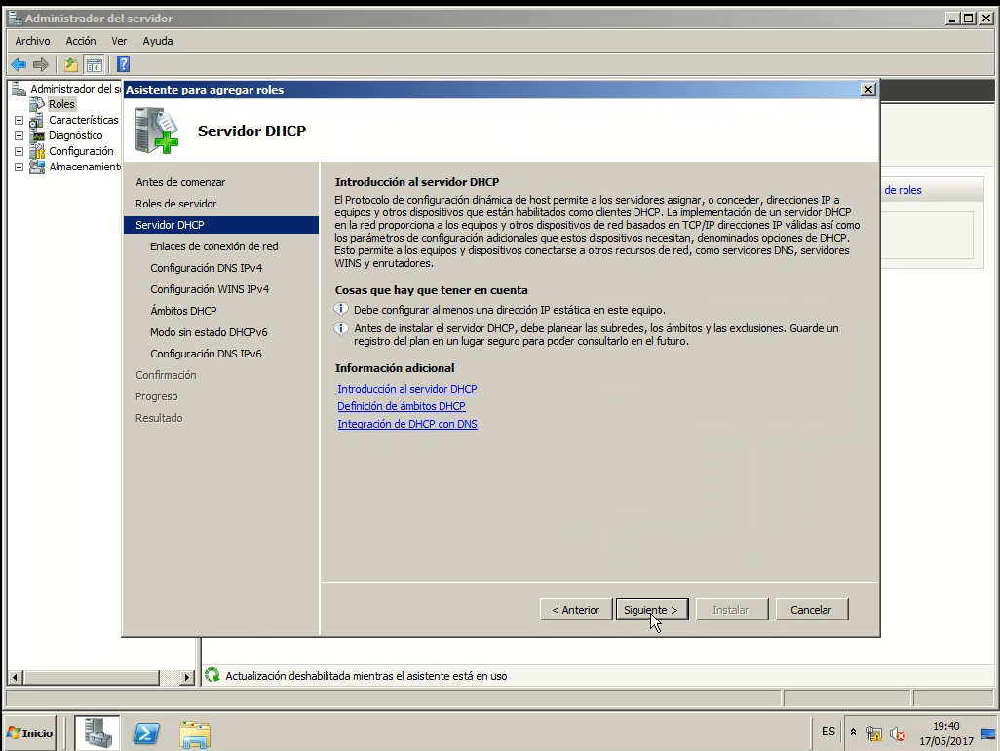 Administrador del servidor
Archivo Acción Ver Ayuda
Administrador del s
Roles
Características
Diagnóstico
Configuración
Almacenamient
Asistente para agregar roles
Servidor DHCP
Antes de comenzar
Roles de servidor
Servidor DHCP
Enlaces de conexión de red
Configuración DNS IPv4
Configuración WINS IPv4
Ámbitos DHCP
Modo sin estado DHCPv6
Configuración DNS IPv6
Confirmación
Progreso
Resultado
Introducción al servidor DHCP
El Protocolo de configuración dinámica de host permite a los servidores asignar, o conceder, direcciones IP a
equipos y otros dispositivos que están habilitados como clientes DHCP. La implementación de un servidor DHCP
en la red proporciona a los equipos y otros dispositivos de red basados en TCP/IP direcciones IP válidas así como
los parámetros de configuración adicionales que estos dispositivos necesitan, denominados opciones de DHCP.
Esto permite a los equipos y dispositivos conectarse a otros recursos de red, como servidores DNS, servidores
WINS y enrutadores.
Cosas que hay que tener en cuenta
Debe configurar al menos una dirección IP estática en este equipo.
Antes de instalar el servidor DHCP, debe planear las subredes, los ámbitos y las exclusiones. Guarde un
registro del plan en un lugar seguro para poder consultarlo en el futuro.
Información adicional
Introducción al servidor DHCP
Definición de ámbitos DHCP
Integración de DHCP con DNS
< Anterior Siguiente > Instalar Cancelar
de roles
Actualización deshabilitada mientras el asistente está en uso
Inicio
ES
19:40
17/05/2017